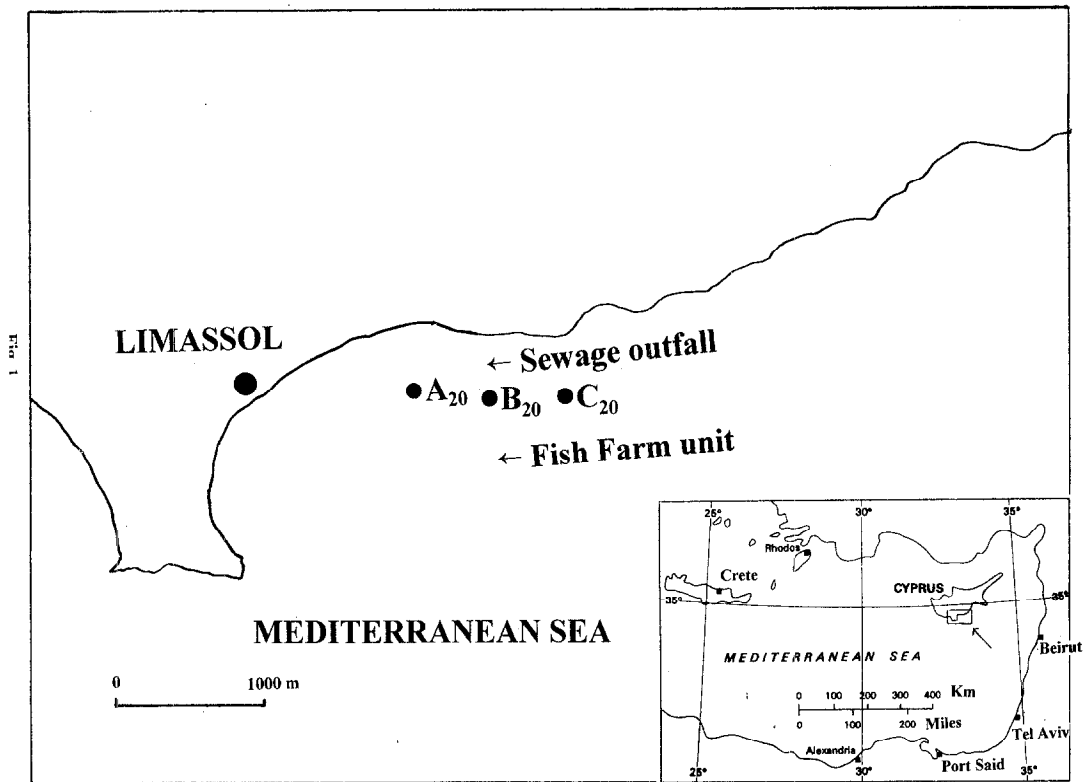 Fig. 1
LIMASSOL
← Sewage outfall
A20
B20
C20
← Fish Farm unit
MEDITERRANEAN SEA
0 1000 m
25° 30° 35°
Rhodos
Crete
CYPRUS
35° 35°
Beirut
MEDITERRANEAN SEA
0 100 200 300 400 Km
0 100 200 Miles
Tel Aviv
Alexandria
Port Said
25° 30° 35°